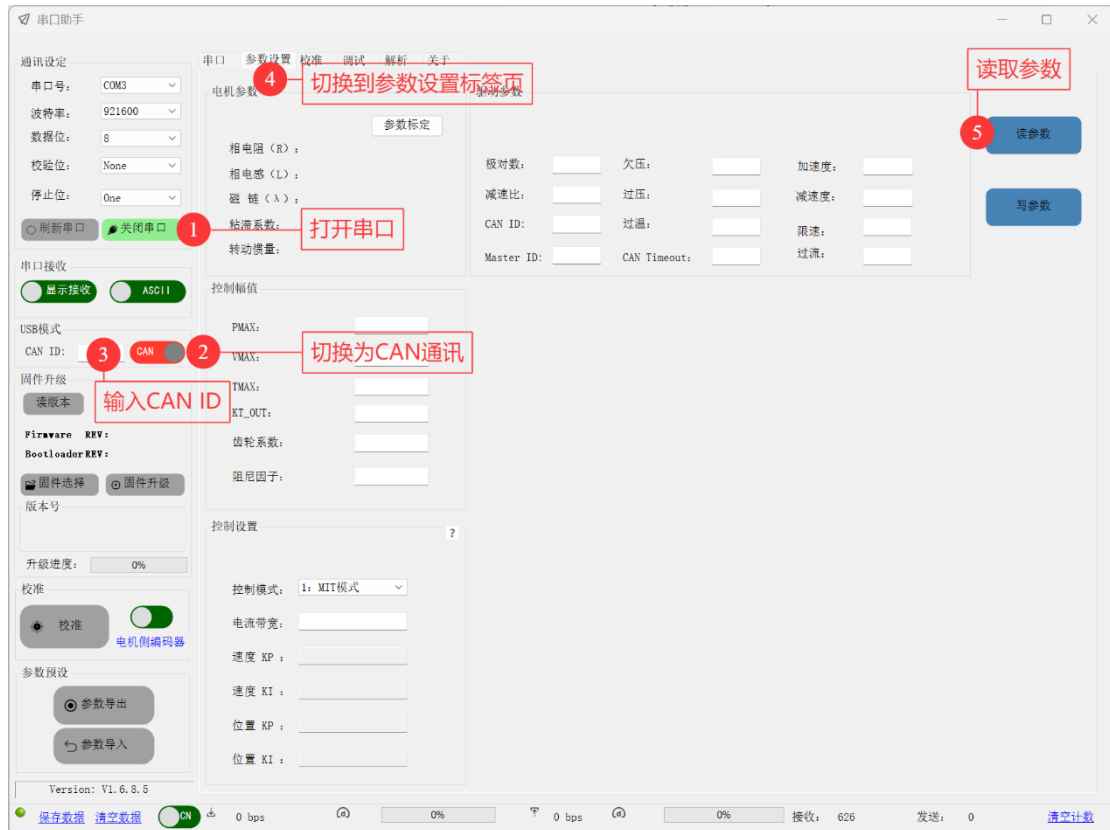 串口助手
通讯设定
串口号: COM3
波特率: 921600
数据位: 8
校验位: None
停止位: One
刷新串口 关闭串口
串口接收
显示接收 ASCII
USB模式
CAN ID: CAN
固件升级
读版本
Firmware REV:
BootloaderREV:
固件选择 固件升级
版本号
升级进度: 0%
校准
校准
电机侧编码器
参数预设
参数导出
参数导入
Version: V1.6.8.5
串口 参数设置 校准 调试 解析 关于
电机参数
参数标定
相电阻（R）:
相电感（L）:
磁 链（λ）:
粘滞系数:
转动惯量:
驱动参数
极对数: 欠压: 加速度:
减速比: 过压: 减速度:
CAN ID: 过温: 限速:
Master ID: CAN Timeout: 过流:
读参数
写参数
控制幅值
PMAX:
VMAX:
TMAX:
KT_OUT:
齿轮系数:
阻尼因子:
控制设置 ?
控制模式: 1: MIT模式
电流带宽:
速度 KP :
速度 KI :
位置 KP :
位置 KI :
1 打开串口
2 切换为CAN通讯
3 输入CAN ID
4 切换到参数设置标签页
5 读取参数
保存数据 清空数据 CN 0 bps 0% 0 bps 0% 接收: 626 发送: 0 清空计数